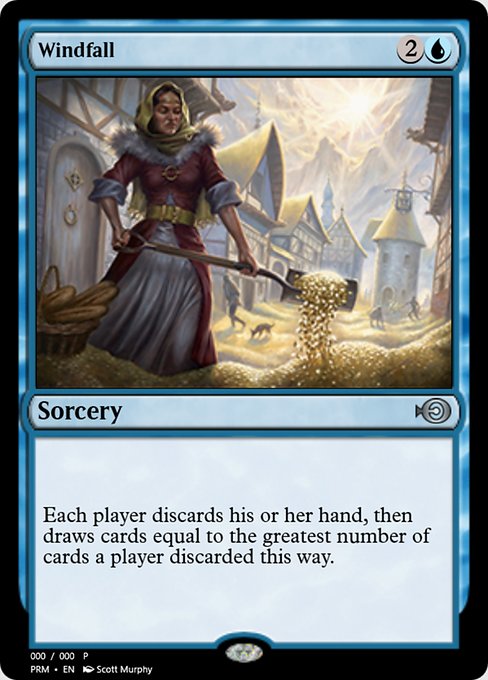 Windfall 2
Sorcery
Each player discards his or her hand, then
draws cards equal to the greatest number of
cards a player discarded this way.
000 / 000 P
PRM • EN Scott Murphy